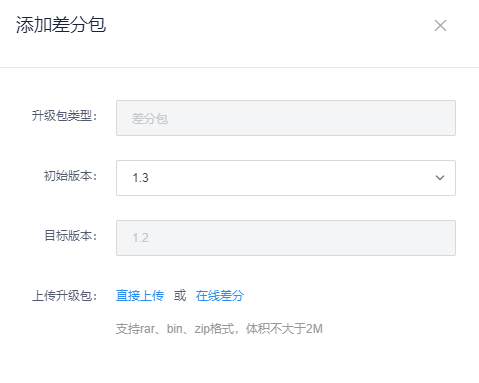 添加差分包
升级包类型： 差分包
初始版本： 1.3
目标版本： 1.2
上传升级包： 直接上传 或 在线差分
支持rar、bin、zip格式，体积不大于2M